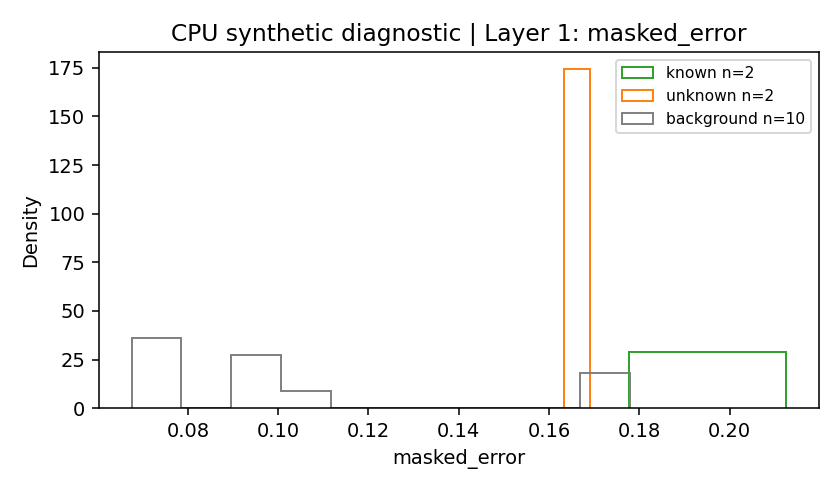 CPU synthetic diagnostic | Layer 1: masked_error
known n=2
unknown n=2
background n=10
Density
175
150
125
100
75
50
25
0
0.08 0.10 0.12 0.14 0.16 0.18 0.20
masked_error